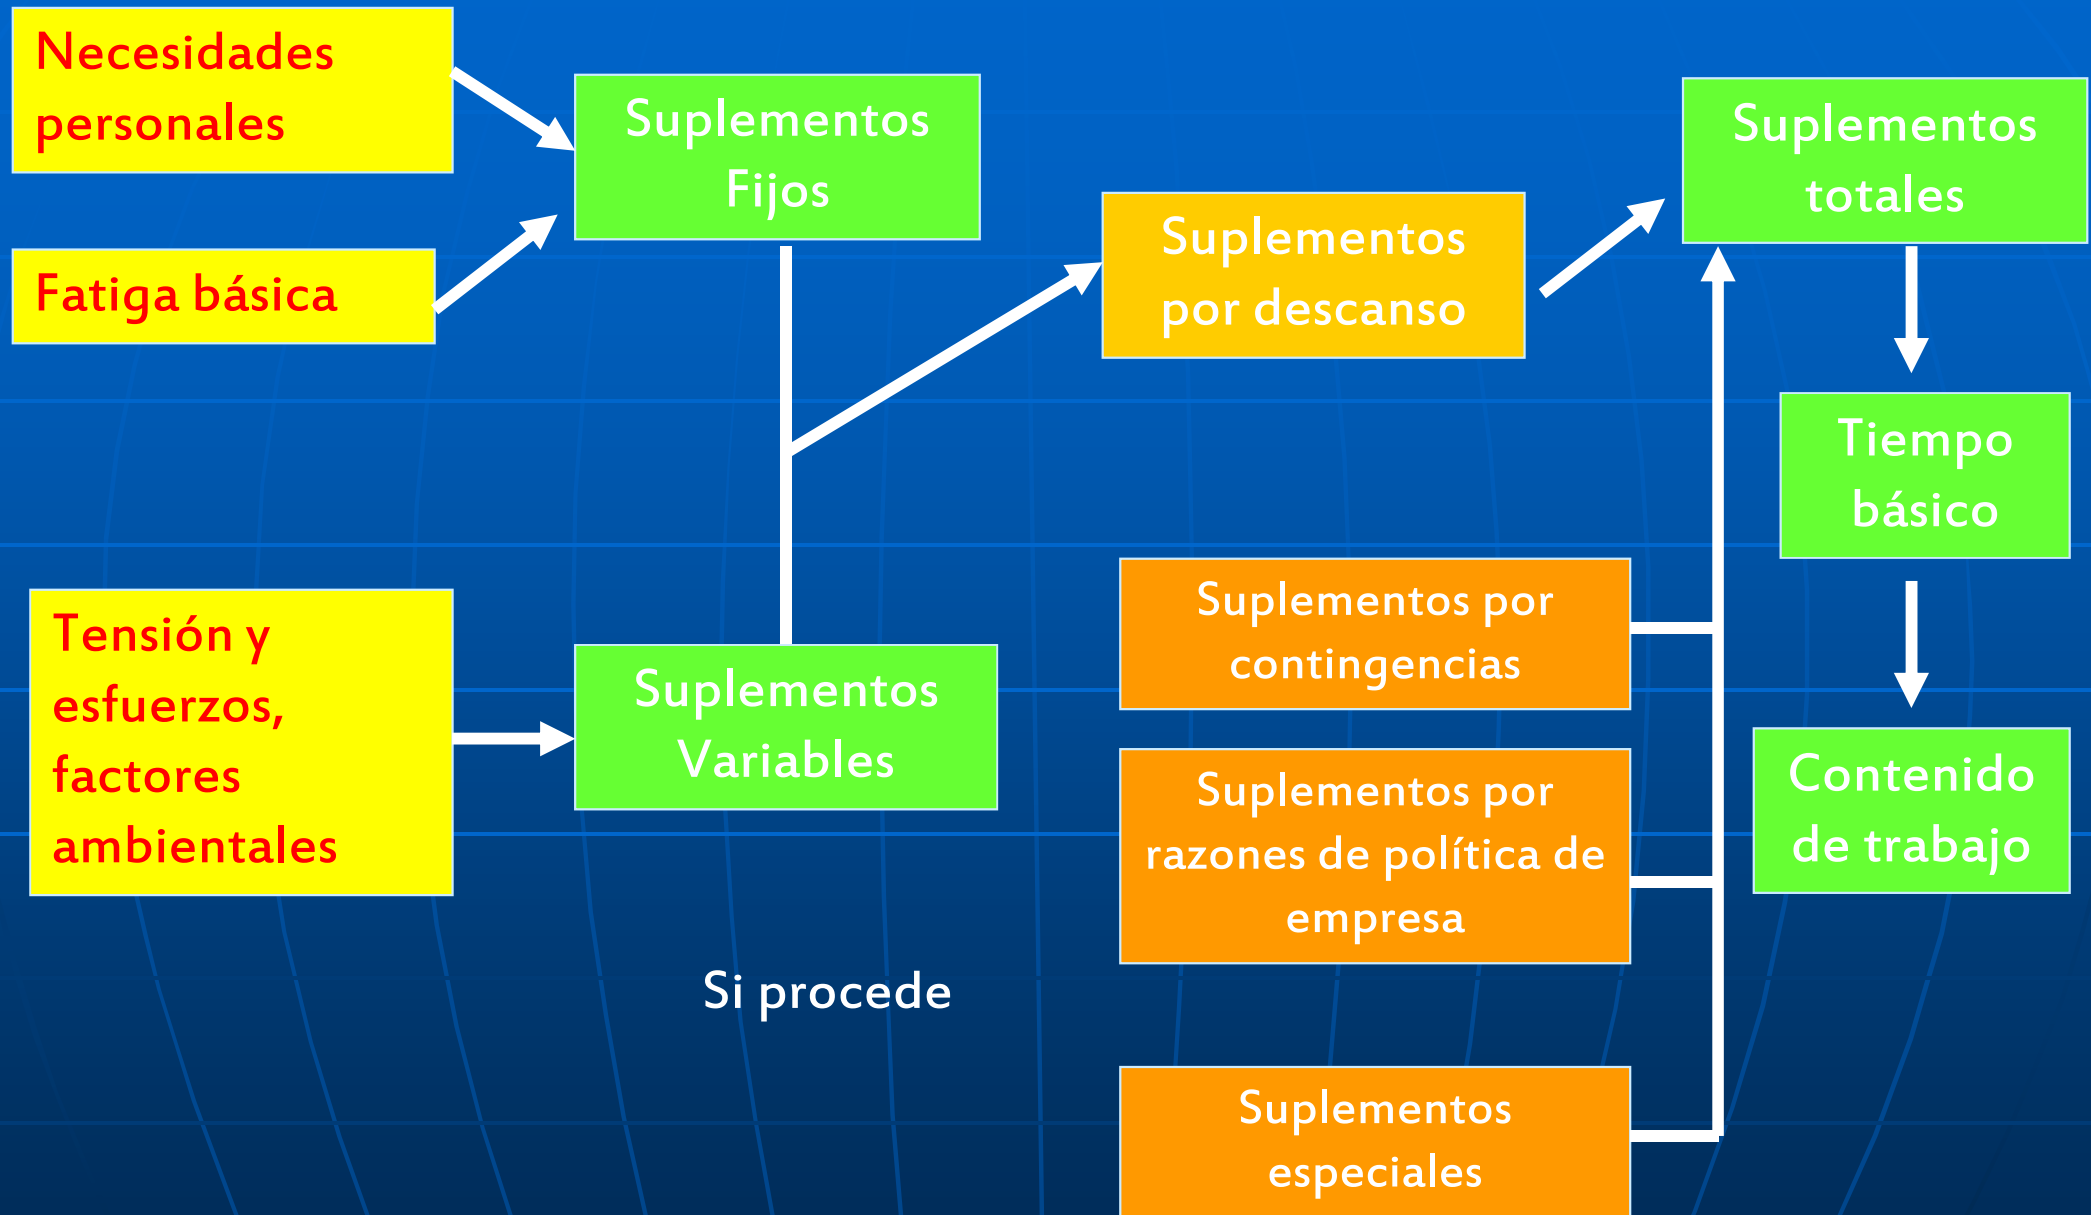 Necesidades
personales
Fatiga básica
Tensión y
esfuerzos,
factores
ambientales
Suplementos
Fijos
Suplementos
Variables
Si procede
Suplementos
por descanso
Suplementos por
contingencias
Suplementos por
razones de política de
empresa
Suplementos
especiales
Suplementos
totales
Tiempo
básico
Contenido
de trabajo